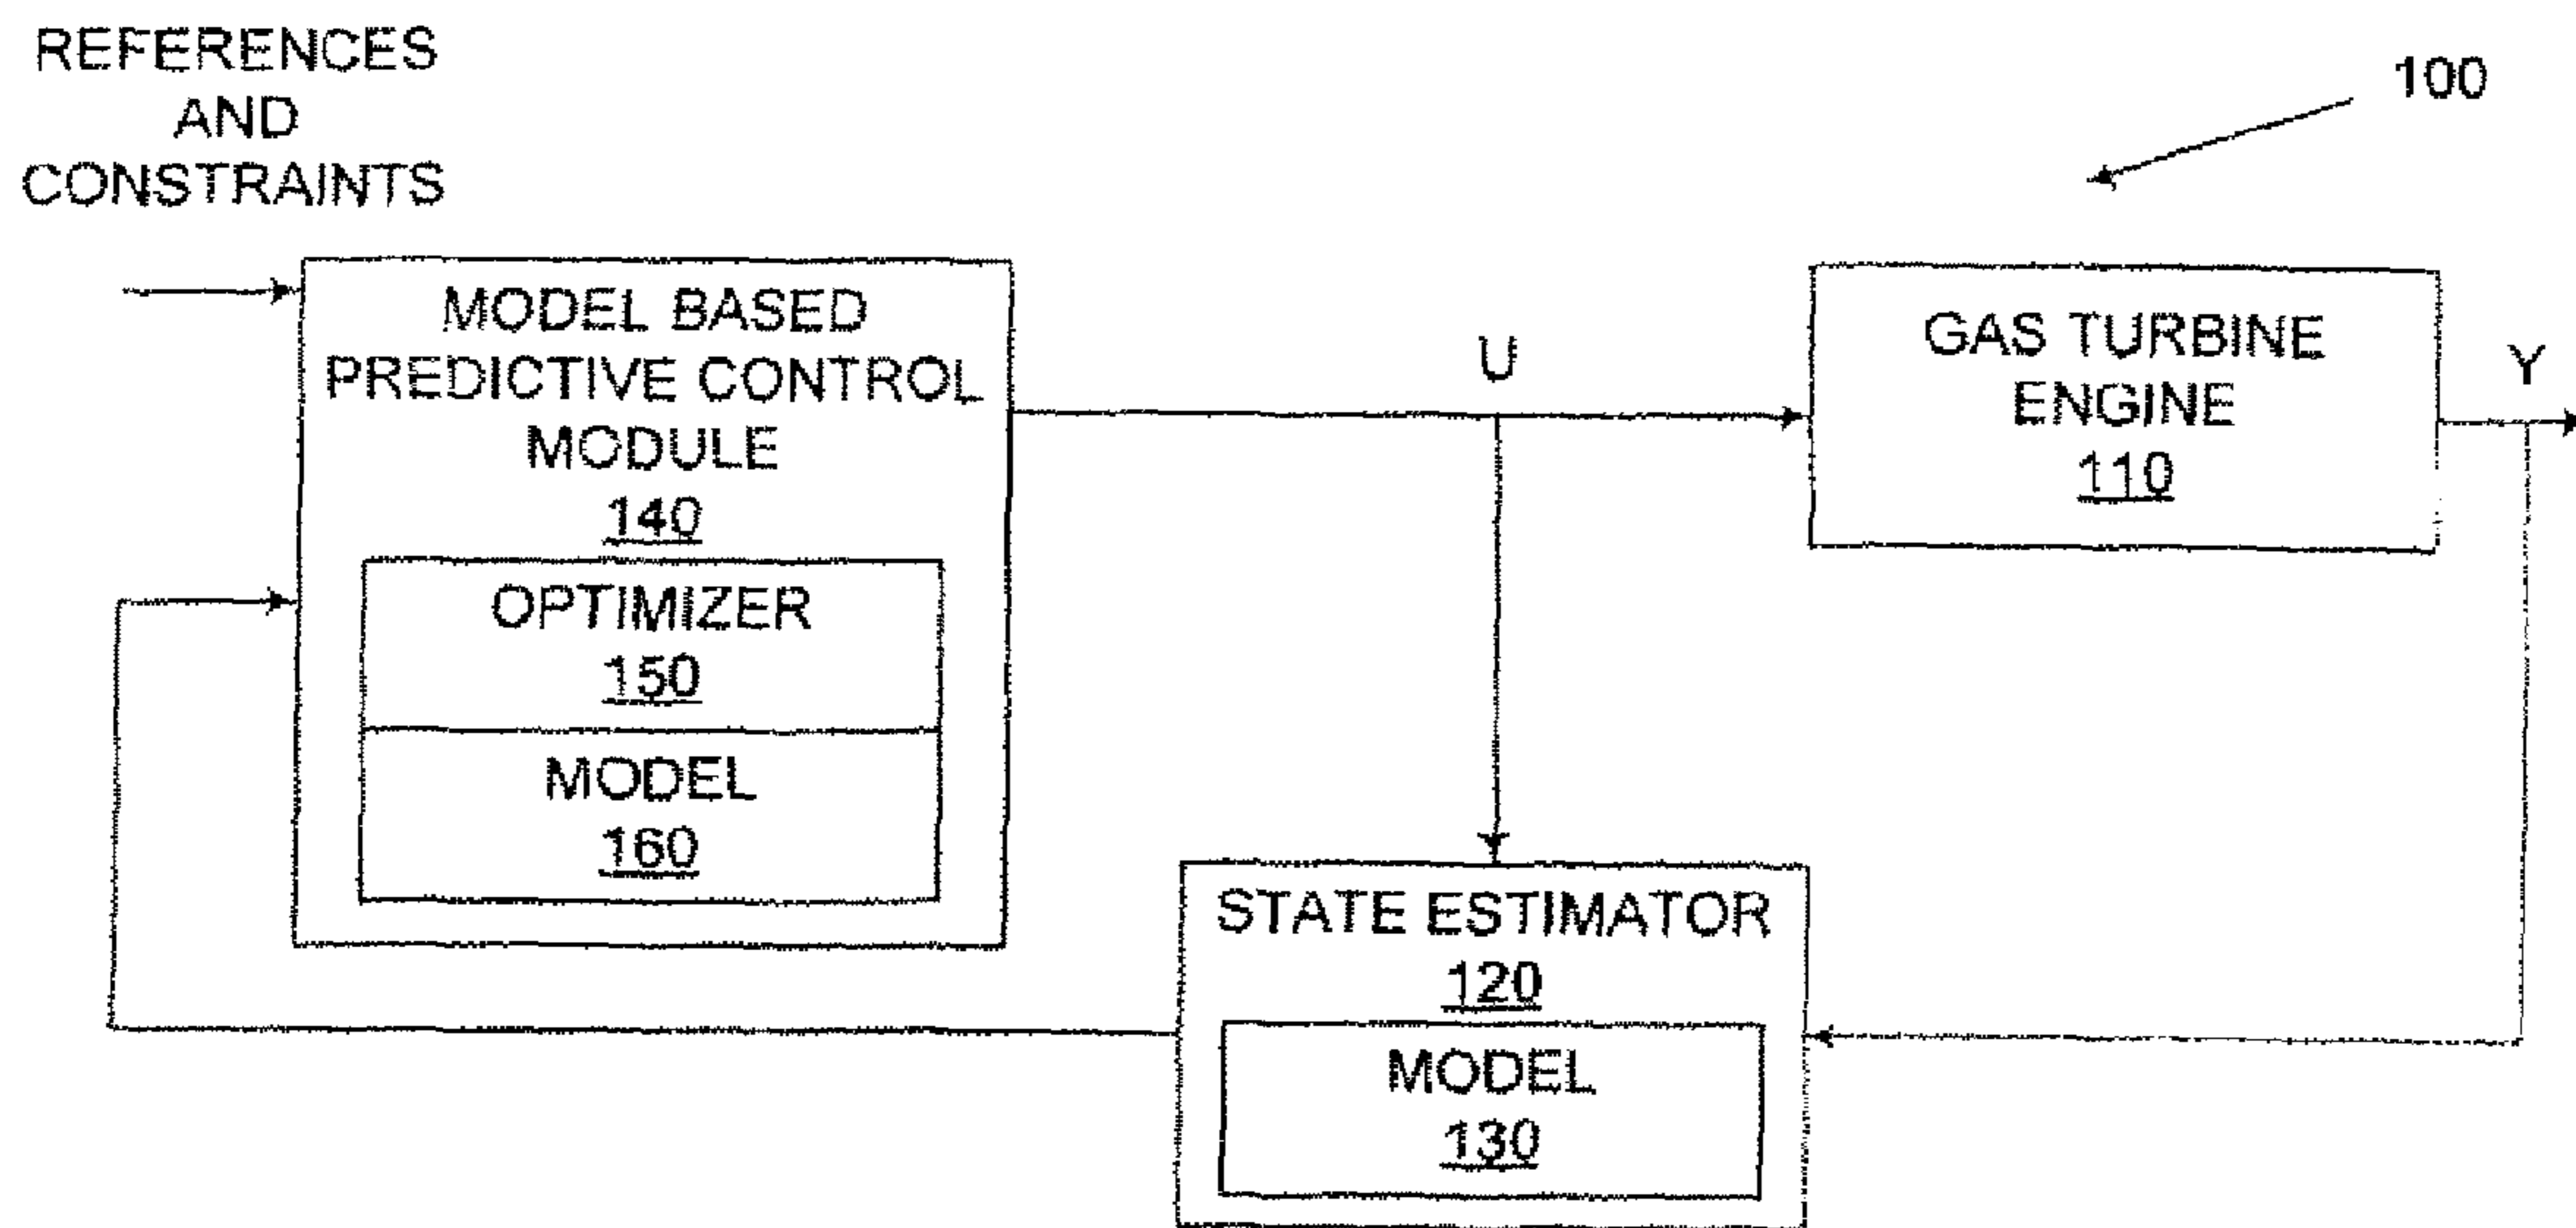 REFERENCES
AND
CONSTRAINTS
100
MODEL BASED
PREDICTIVE CONTROL
MODULE
140
OPTIMIZER
150
MODEL
160
U
GAS TURBINE
ENGINE
110
Y
STATE ESTIMATOR
120
MODEL
130